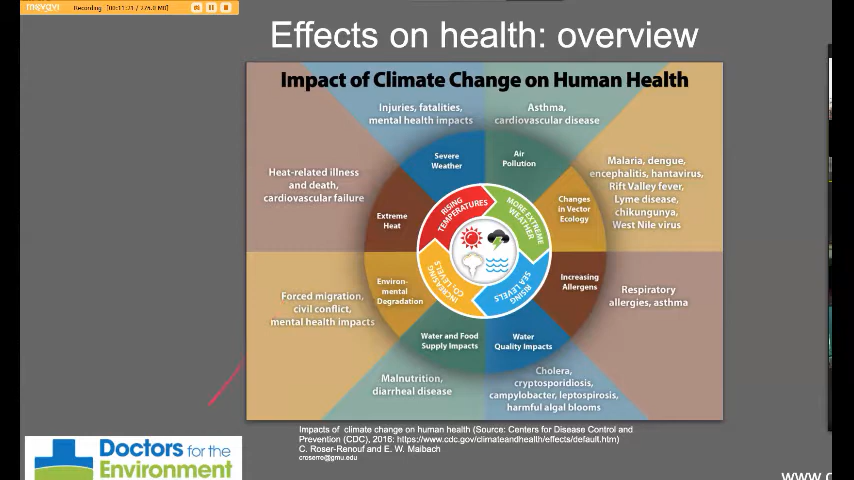 movavi
Recording
Effects on health: overview
Impact of Climate Change on Human Health
Injuries, fatalities,
mental health impacts
Asthma,
cardiovascular disease
Severe
Weather
Air
Pollution
Heat-related illness
and death,
cardiovascular failure
Malaria, dengue,
encephalitis, hantavirus,
Rift Valley fever,
Lyme disease,
chikungunya,
West Nile virus
Extreme
Heat
RISING
TEMPERATURES
MORE EXTREME
WEATHER
Changes
in Vector
Ecology
Environ-
mental
Degradation
INCREASING
CO₂ LEVELS
RISING
SEA LEVELS
Increasing
Allergens
Forced migration,
civil conflict,
mental health impacts
Respiratory
allergies, asthma
Water and Food
Supply Impacts
Water
Quality Impacts
Malnutrition,
diarrheal disease
Cholera,
cryptosporidiosis,
campylobacter, leptospirosis,
harmful algal blooms
Impacts of climate change on human health (Source: Centers for Disease Control and
Prevention (CDC), 2016: https://www.cdc.gov/climateandhealth/effects/default.htm)
C. Roser-Renouf and E. W. Maibach
croserre@gmu.edu
Doctors for the
Environment